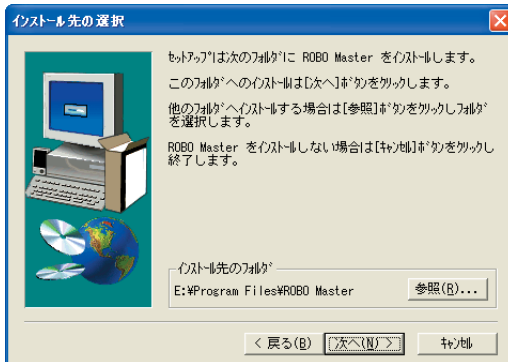 インストール先の選択
ｾｯﾄｱｯﾌﾟは次のﾌｫﾙﾀﾞに ROBO Master をｲﾝｽﾄｰﾙします。
このﾌｫﾙﾀﾞへのｲﾝｽﾄｰﾙは[次へ]ﾎﾞﾀﾝをｸﾘｯｸします。
他のﾌｫﾙﾀﾞへｲﾝｽﾄｰﾙする場合は[参照]ﾎﾞﾀﾝをｸﾘｯｸしﾌｫﾙﾀﾞ
を選択します。
ROBO Master をｲﾝｽﾄｰﾙしない場合は[ｷｬﾝｾﾙ]ﾎﾞﾀﾝをｸﾘｯｸし
終了します。
ｲﾝｽﾄｰﾙ先のﾌｫﾙﾀﾞ
E:¥Program Files¥ROBO Master
参照(R)...
< 戻る(B)
次へ(N) >
ｷｬﾝｾﾙ